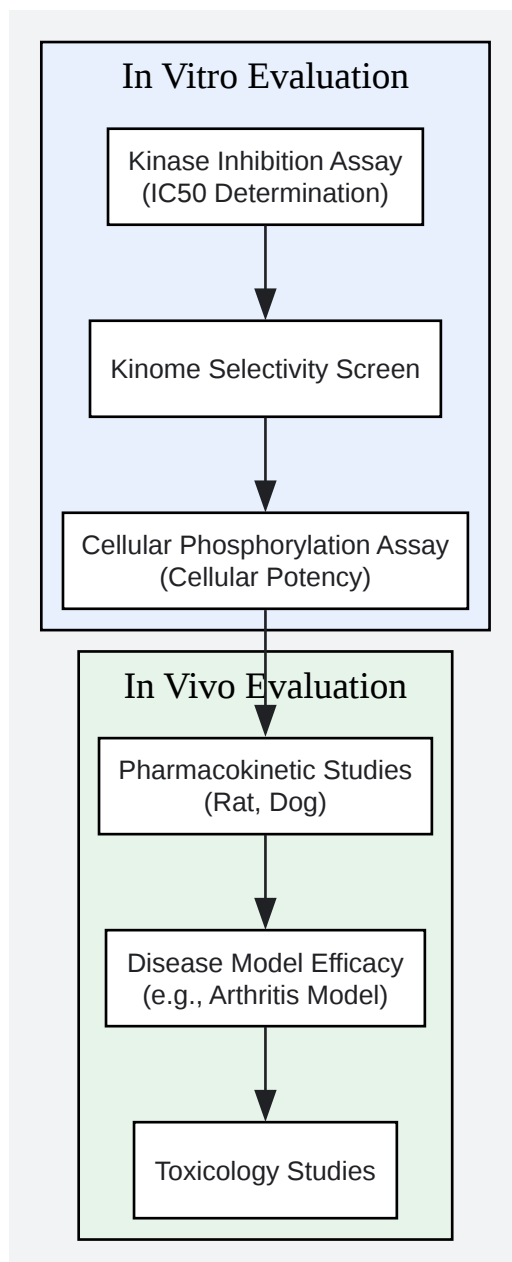 In Vitro Evaluation
Kinase Inhibition Assay
(IC50 Determination)
Kinome Selectivity Screen
Cellular Phosphorylation Assay
(Cellular Potency)
In Vivo Evaluation
Pharmacokinetic Studies
(Rat, Dog)
Disease Model Efficacy
(e.g., Arthritis Model)
Toxicology Studies